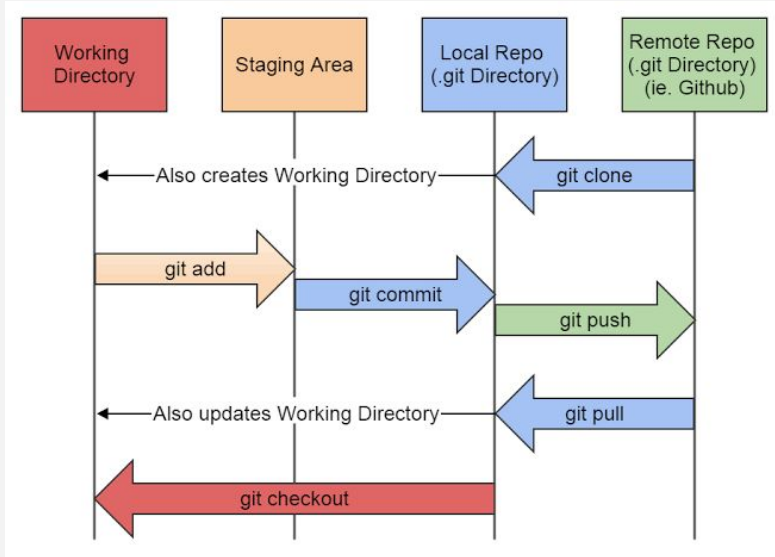 Working
Directory
Staging Area
Local Repo
(.git Directory)
Remote Repo
(.git Directory)
(ie. Github)
Also creates Working Directory
git clone
git add
git commit
git push
Also updates Working Directory
git pull
git checkout